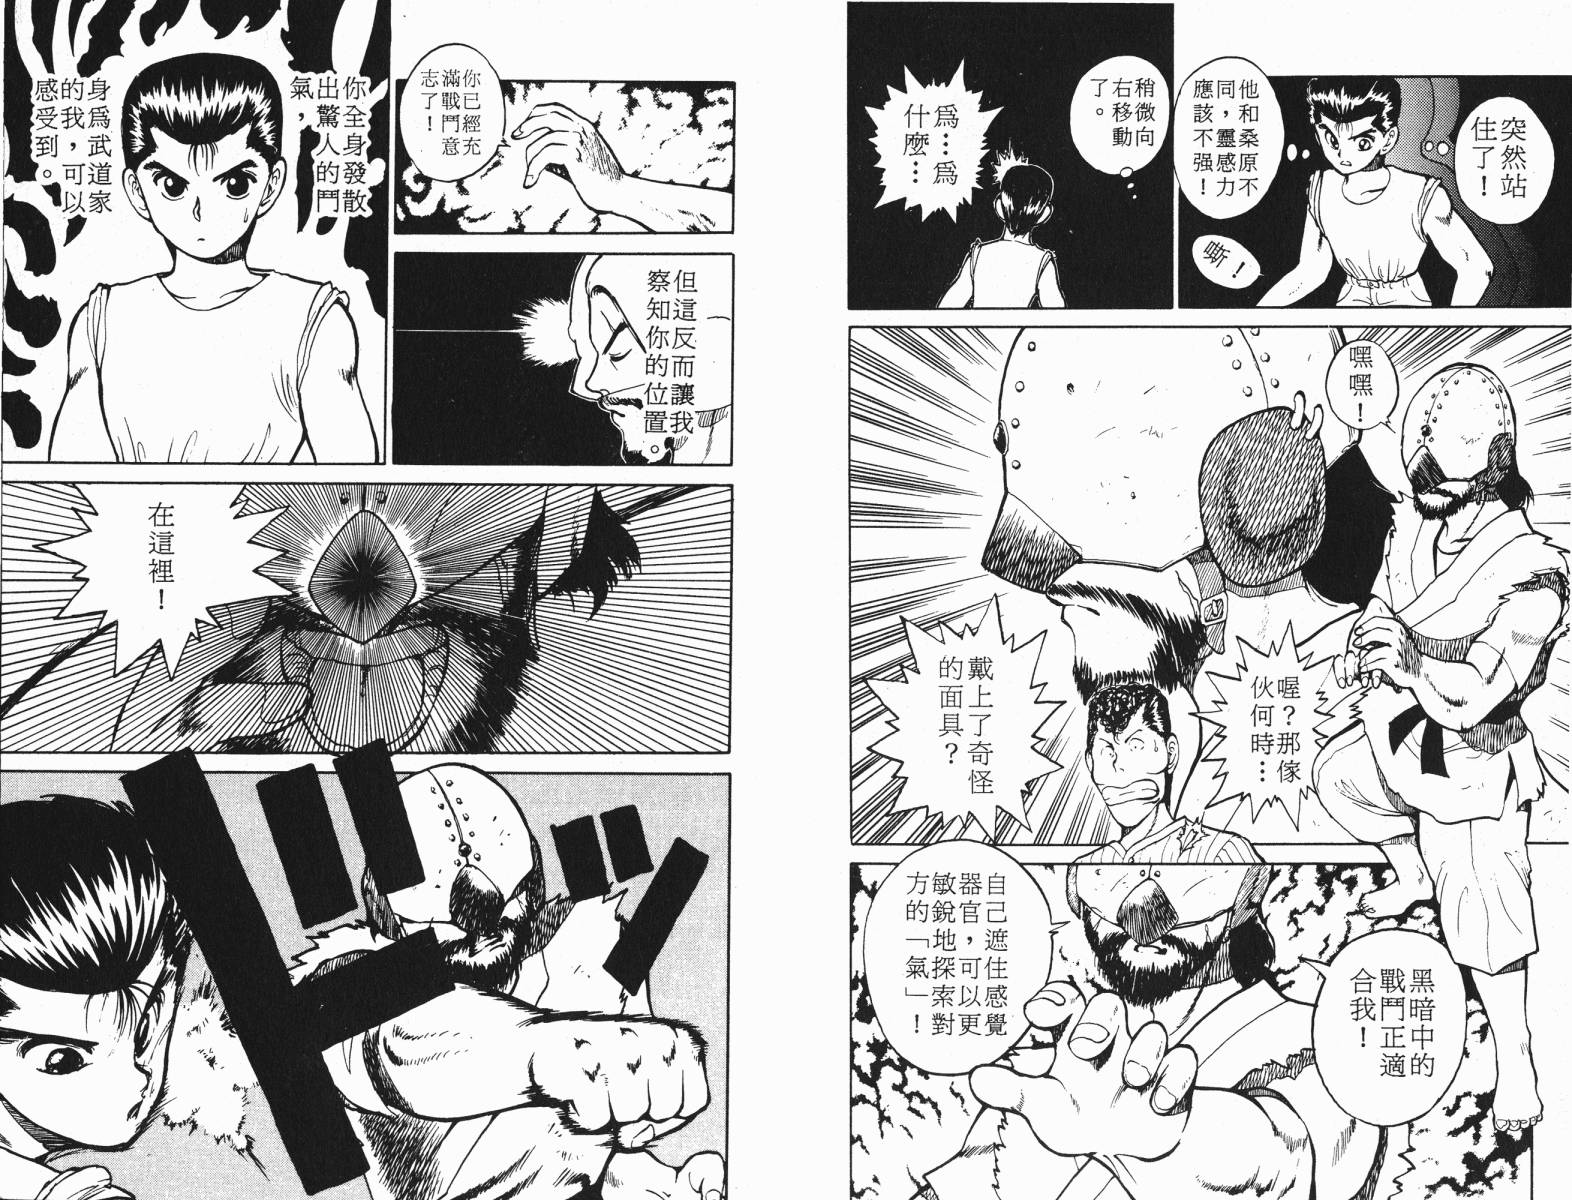 突然站
住了！
他和桑原不
同，靈感力
應該不强！
嘶！
稍微向
右移動
了。
爲…爲
什麼…
嘿
嘿！
喔？那傢
伙何時…
戴上了奇怪
的面具？
自己遮住感覺
器官，可以更
敏銳地探索對
方的「氣」！
黑暗中的
戰鬥正適
合我！
你已經充
滿戰鬥意
志了！
但這反而讓我
察知你的位置。
你全身發散
出驚人的鬥
氣，
身爲武道家
的我，可以
感受到。
在這裡！